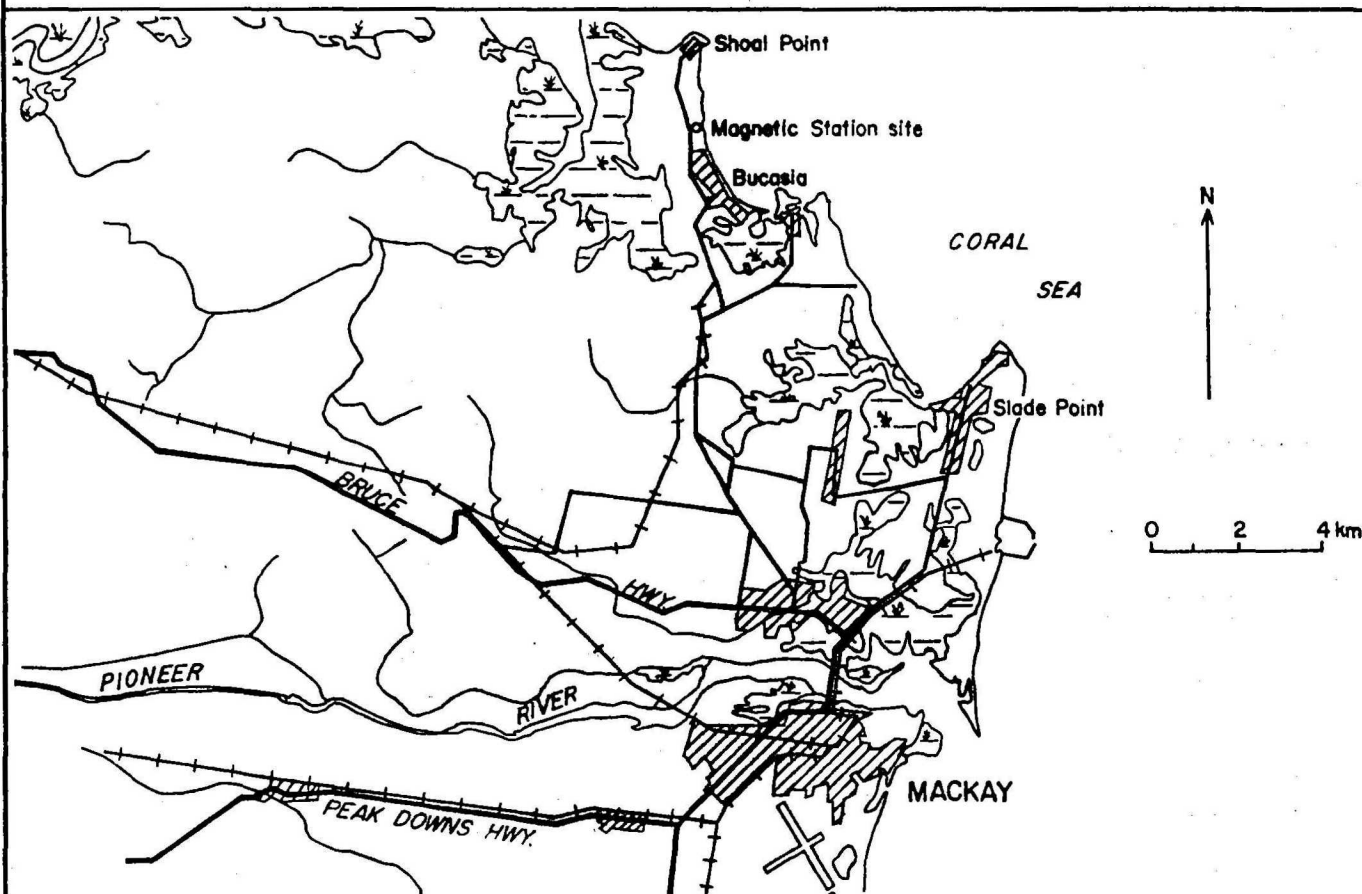 Shoal Point
Magnetic Station site
Bucasia
N
CORAL
SEA
Slade Point
BRUCE
0 2 4 km
HWY.
PIONEER
RIVER
MACKAY
PEAK DOWNS HWY.